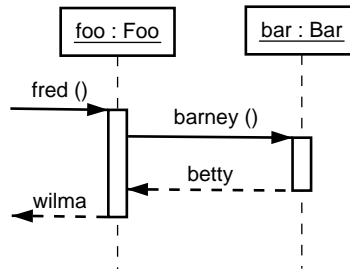 foo : Foo
bar : Bar
fred ()
barney ()
betty
wilma